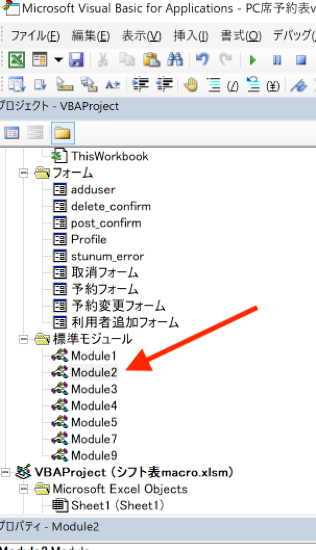 Microsoft Visual Basic for Applications - PC席予約表v
ファイル(F) 編集(E) 表示(V) 挿入(I) 書式(O) デバッグ(
プロジェクト - VBAProject
ThisWorkbook
フォーム
adduser
delete_confirm
post_confirm
Profile
stunum_error
取消フォーム
予約フォーム
予約変更フォーム
利用者追加フォーム
標準モジュール
Module1
Module2
Module3
Module4
Module5
Module7
Module9
VBAProject (シフト表macro.xlsm)
Microsoft Excel Objects
Sheet1 (Sheet1)
プロパティ - Module2
Module2 Module